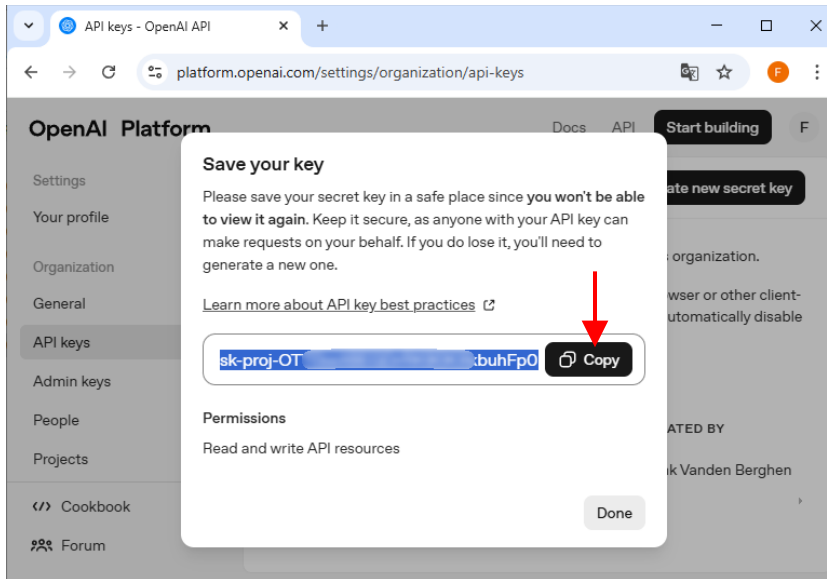 API keys - OpenAI API
platform.openai.com/settings/organization/api-keys
F
OpenAI Platform
Docs API Start building F
Settings
Your profile
Organization
General
API keys
Admin keys
People
Projects
Cookbook
Forum
ate new secret key
organization.
wser or other client-
utomatically disable
ATED BY
k Vanden Berghen
Save your key
Please save your secret key in a safe place since you won't be able
to view it again. Keep it secure, as anyone with your API key can
make requests on your behalf. If you do lose it, you'll need to
generate a new one.
Learn more about API key best practices
sk-proj-OT buhFp0 Copy
Permissions
Read and write API resources
Done